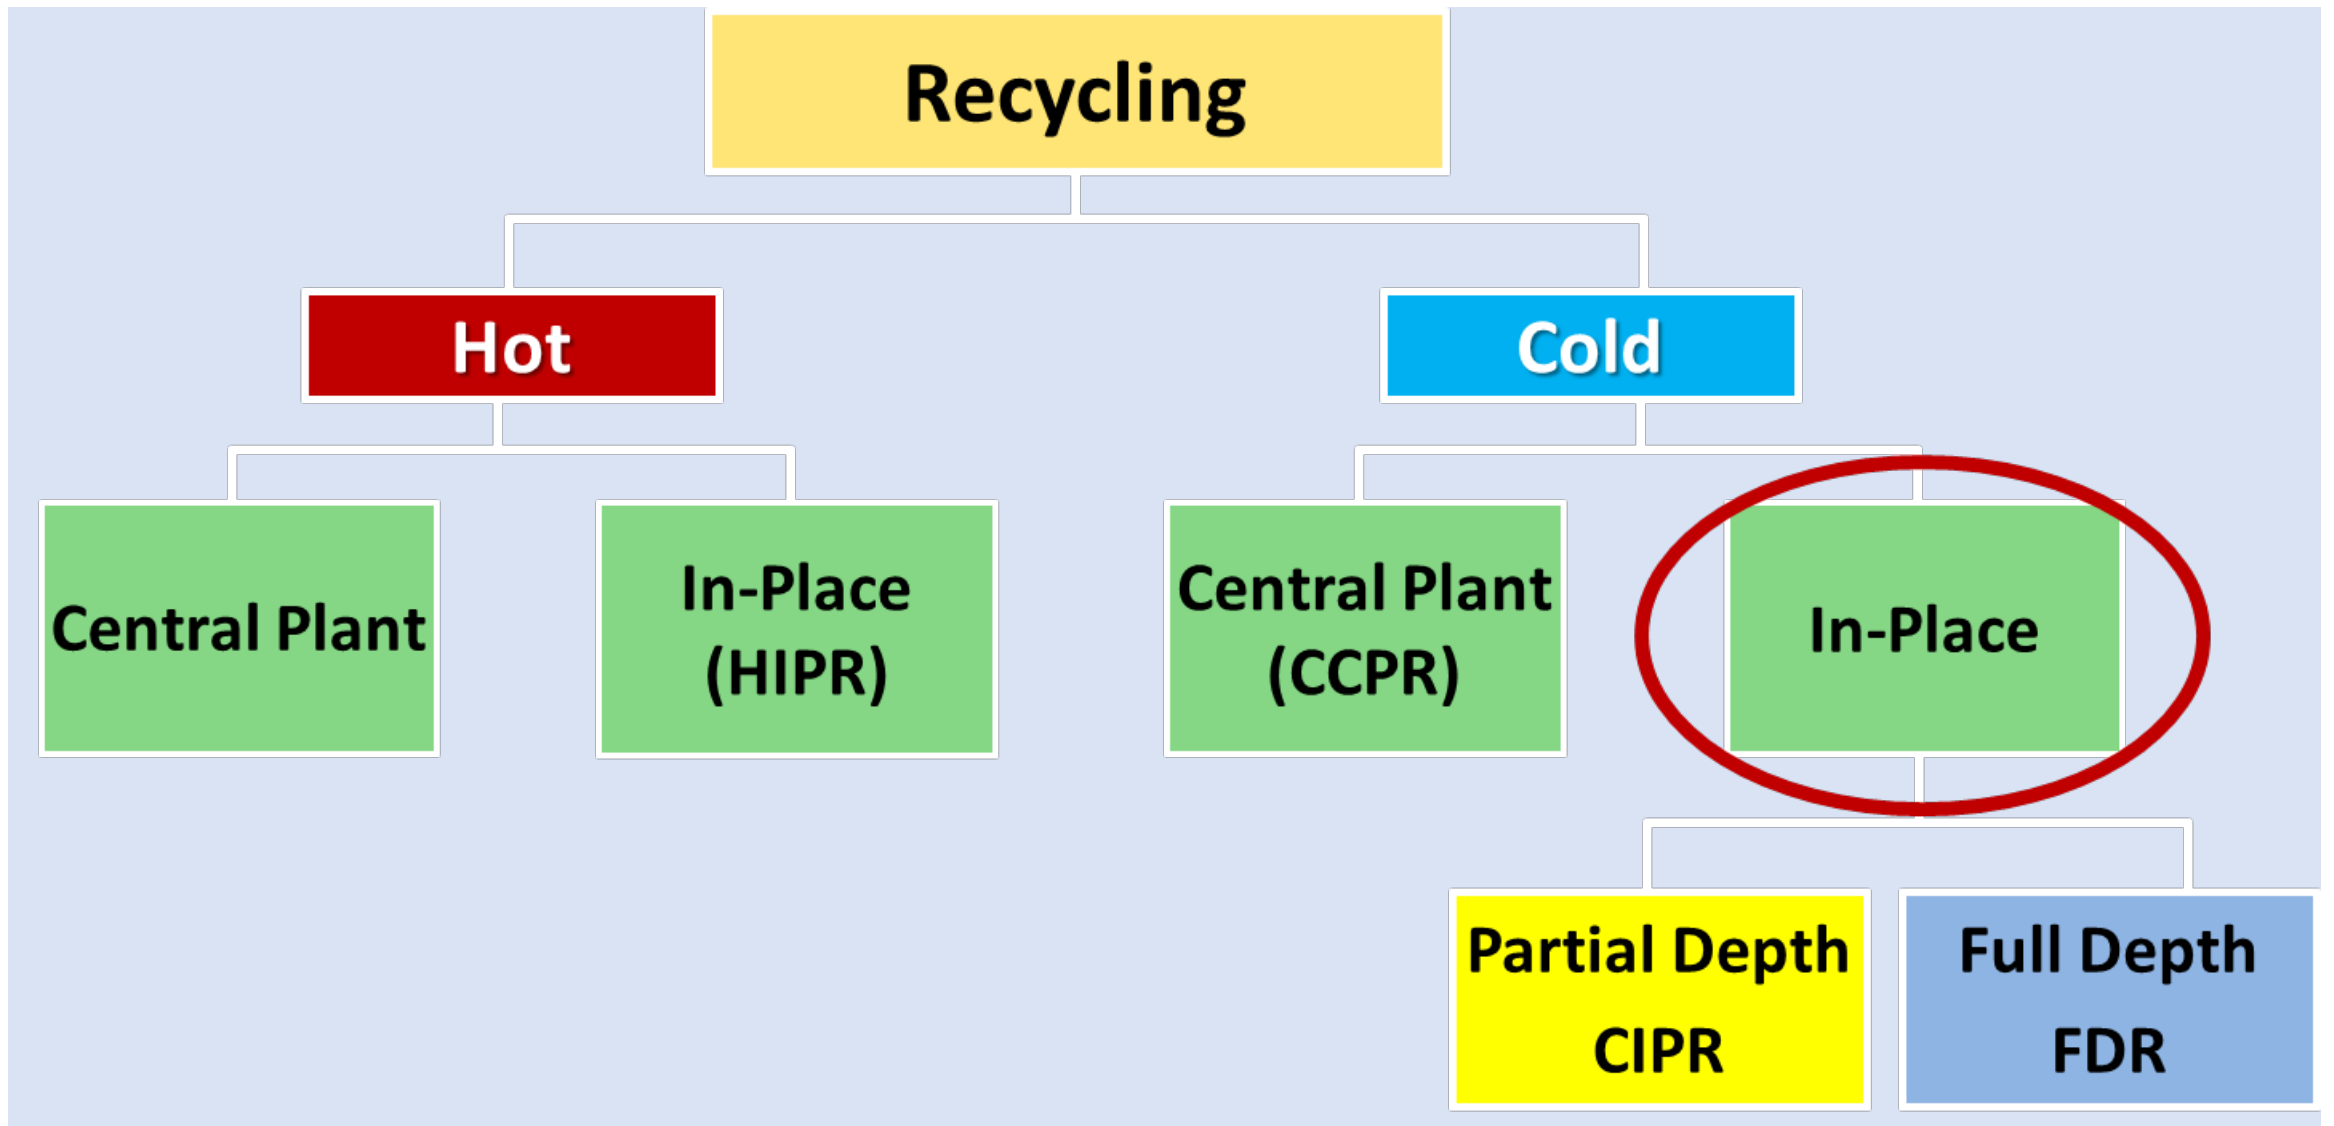 Recycling
Hot
Cold
Central Plant
In-Place
(HIPR)
Central Plant
(CCPR)
In-Place
Partial Depth
CIPR
Full Depth
FDR